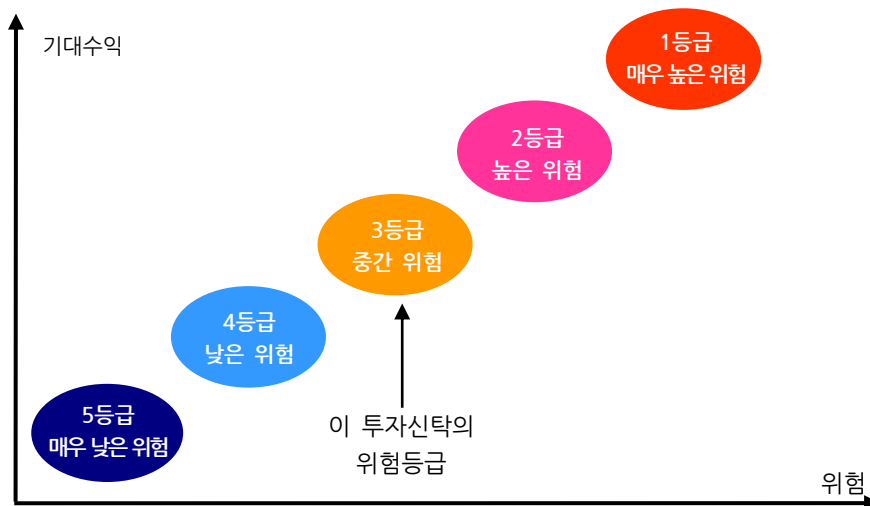 기대수익
1등급
매우 높은 위험
2등급
높은 위험
3등급
중간 위험
4등급
낮은 위험
5등급
매우 낮은 위험
이 투자신탁의
위험등급
위험